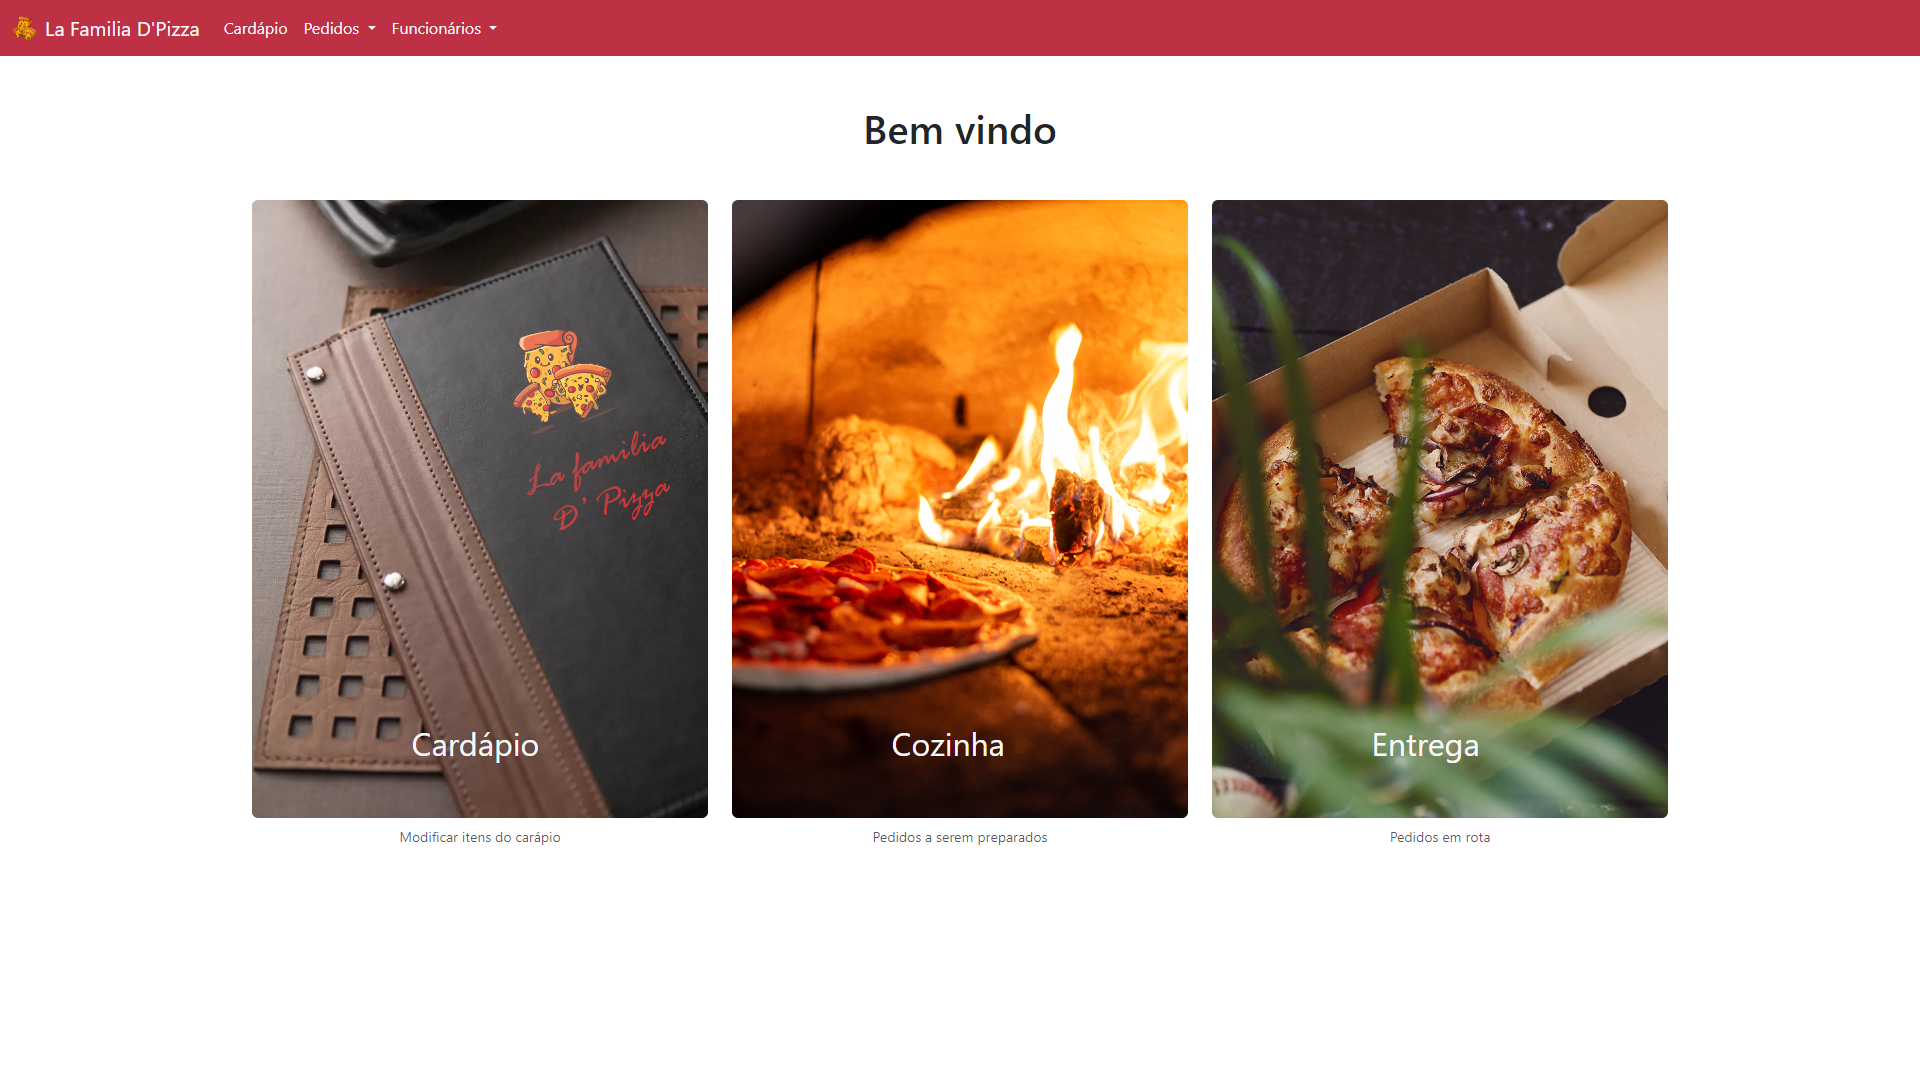 La Familia D'Pizza
Cardápio
Pedidos
Funcionários
Bem vindo
La familia
D' Pizza
Cardápio
Cozinha
Entrega
Modificar itens do carápio
Pedidos a serem preparados
Pedidos em rota